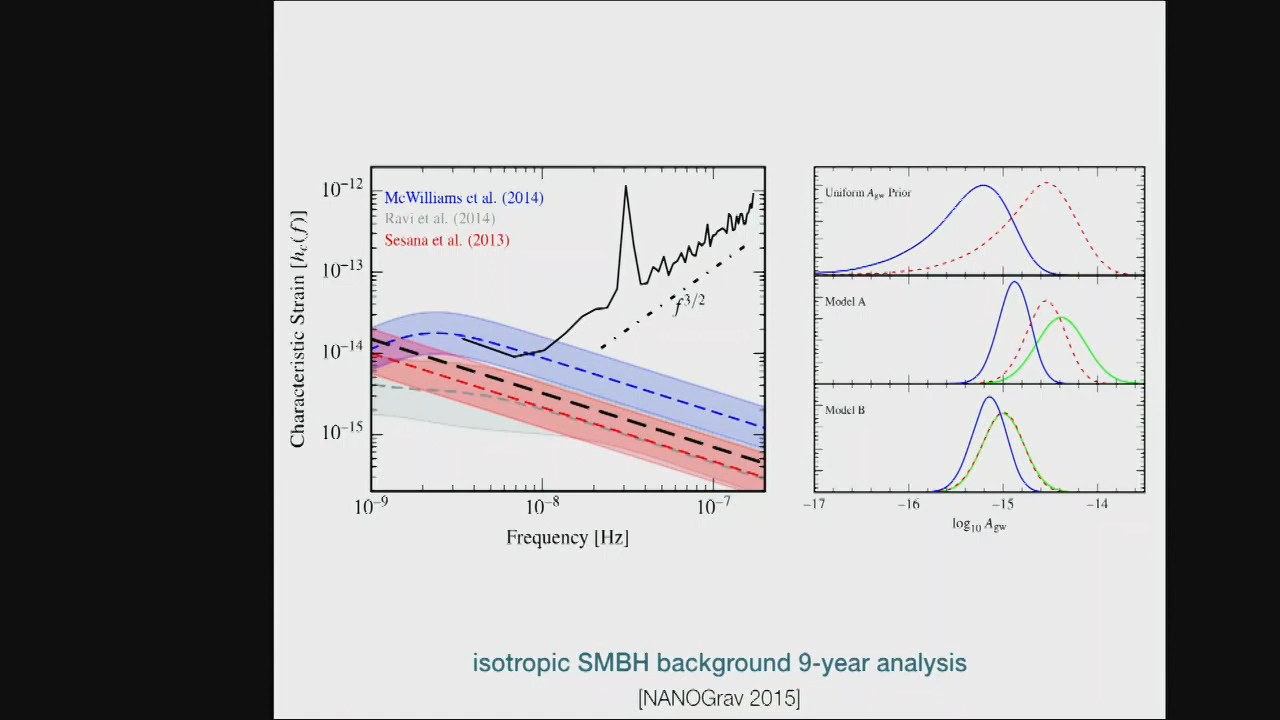 McWilliams et al. (2014)
Ravi et al. (2014)
Sesana et al. (2013)
10⁻¹²
10⁻¹³
10⁻¹⁴
10⁻¹⁵
Characteristic Strain [h_c(f)]
f^{3/2}
10⁻⁹ 10⁻⁸ 10⁻⁷
Frequency [Hz]
Uniform A_gw Prior
Model A
Model B
−17 −16 −15 −14
log₁₀ A_gw
isotropic SMBH background 9-year analysis
[NANOGrav 2015]